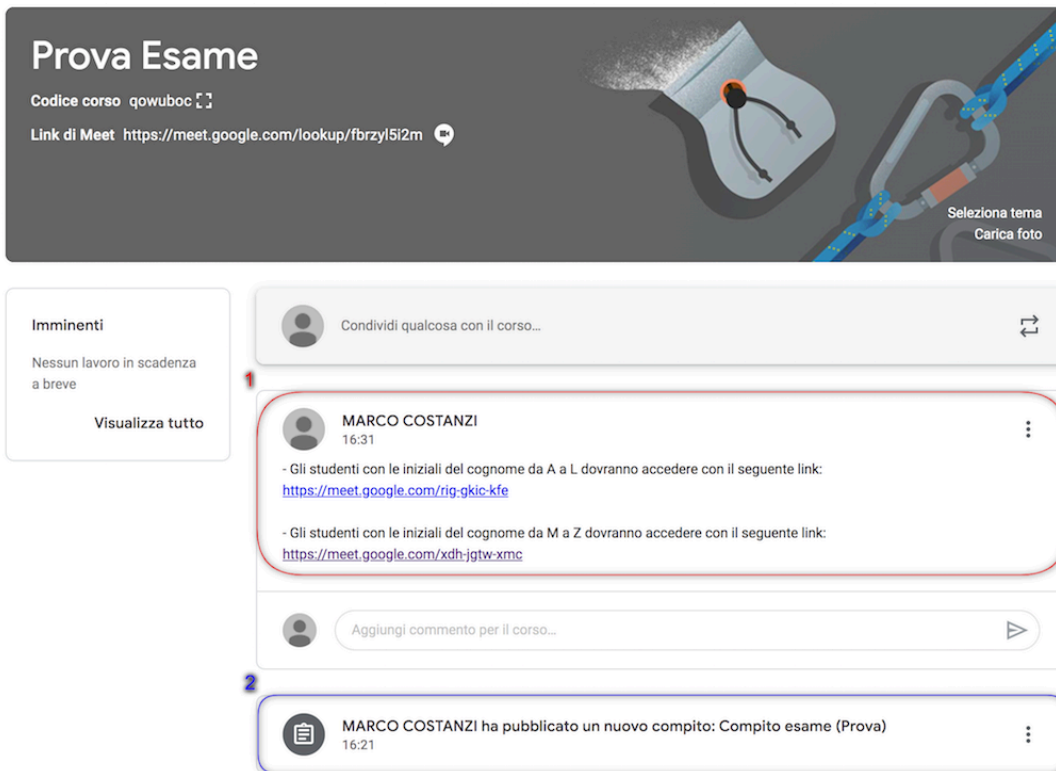 Prova Esame
Codice corso qowuboc
Link di Meet https://meet.google.com/lookup/fbrzyl5i2m
Seleziona tema
Carica foto
Imminenti
Nessun lavoro in scadenza
a breve
Visualizza tutto
Condividi qualcosa con il corso…
1
MARCO COSTANZI
16:31
- Gli studenti con le iniziali del cognome da A a L dovranno accedere con il seguente link:
https://meet.google.com/rig-gkic-kfe
- Gli studenti con le iniziali del cognome da M a Z dovranno accedere con il seguente link:
https://meet.google.com/xdh-jgtw-xmc
Aggiungi commento per il corso…
2
MARCO COSTANZI ha pubblicato un nuovo compito: Compito esame (Prova)
16:21